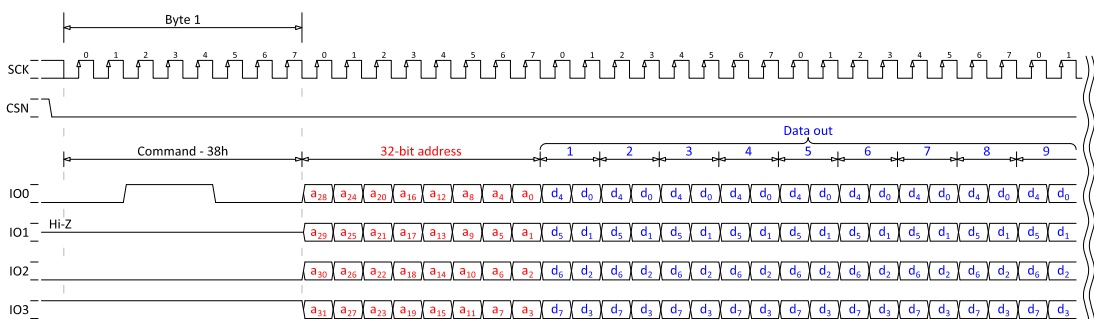 Byte 1
0 1 2 3 4 5 6 7 0 1 2 3 4 5 6 7 0 1 2 3 4 5 6 7 0 1 2 3 4 5 6 7 0 1
SCK
CSN
Data out
Command - 38h 32-bit address 1 2 3 4 5 6 7 8 9
IO0 a28 a24 a20 a16 a12 a8 a4 a0 d4 d0 d4 d0 d4 d0 d4 d0 d4 d0 d4 d0 d4 d0 d4 d0 d4 d0
Hi-Z
IO1 a29 a25 a21 a17 a13 a9 a5 a1 d5 d1 d5 d1 d5 d1 d5 d1 d5 d1 d5 d1 d5 d1 d5 d1 d5 d1
IO2 a30 a26 a22 a18 a14 a10 a6 a2 d6 d2 d6 d2 d6 d2 d6 d2 d6 d2 d6 d2 d6 d2 d6 d2 d6 d2
IO3 a31 a27 a23 a19 a15 a11 a7 a3 d7 d3 d7 d3 d7 d3 d7 d3 d7 d3 d7 d3 d7 d3 d7 d3 d7 d3